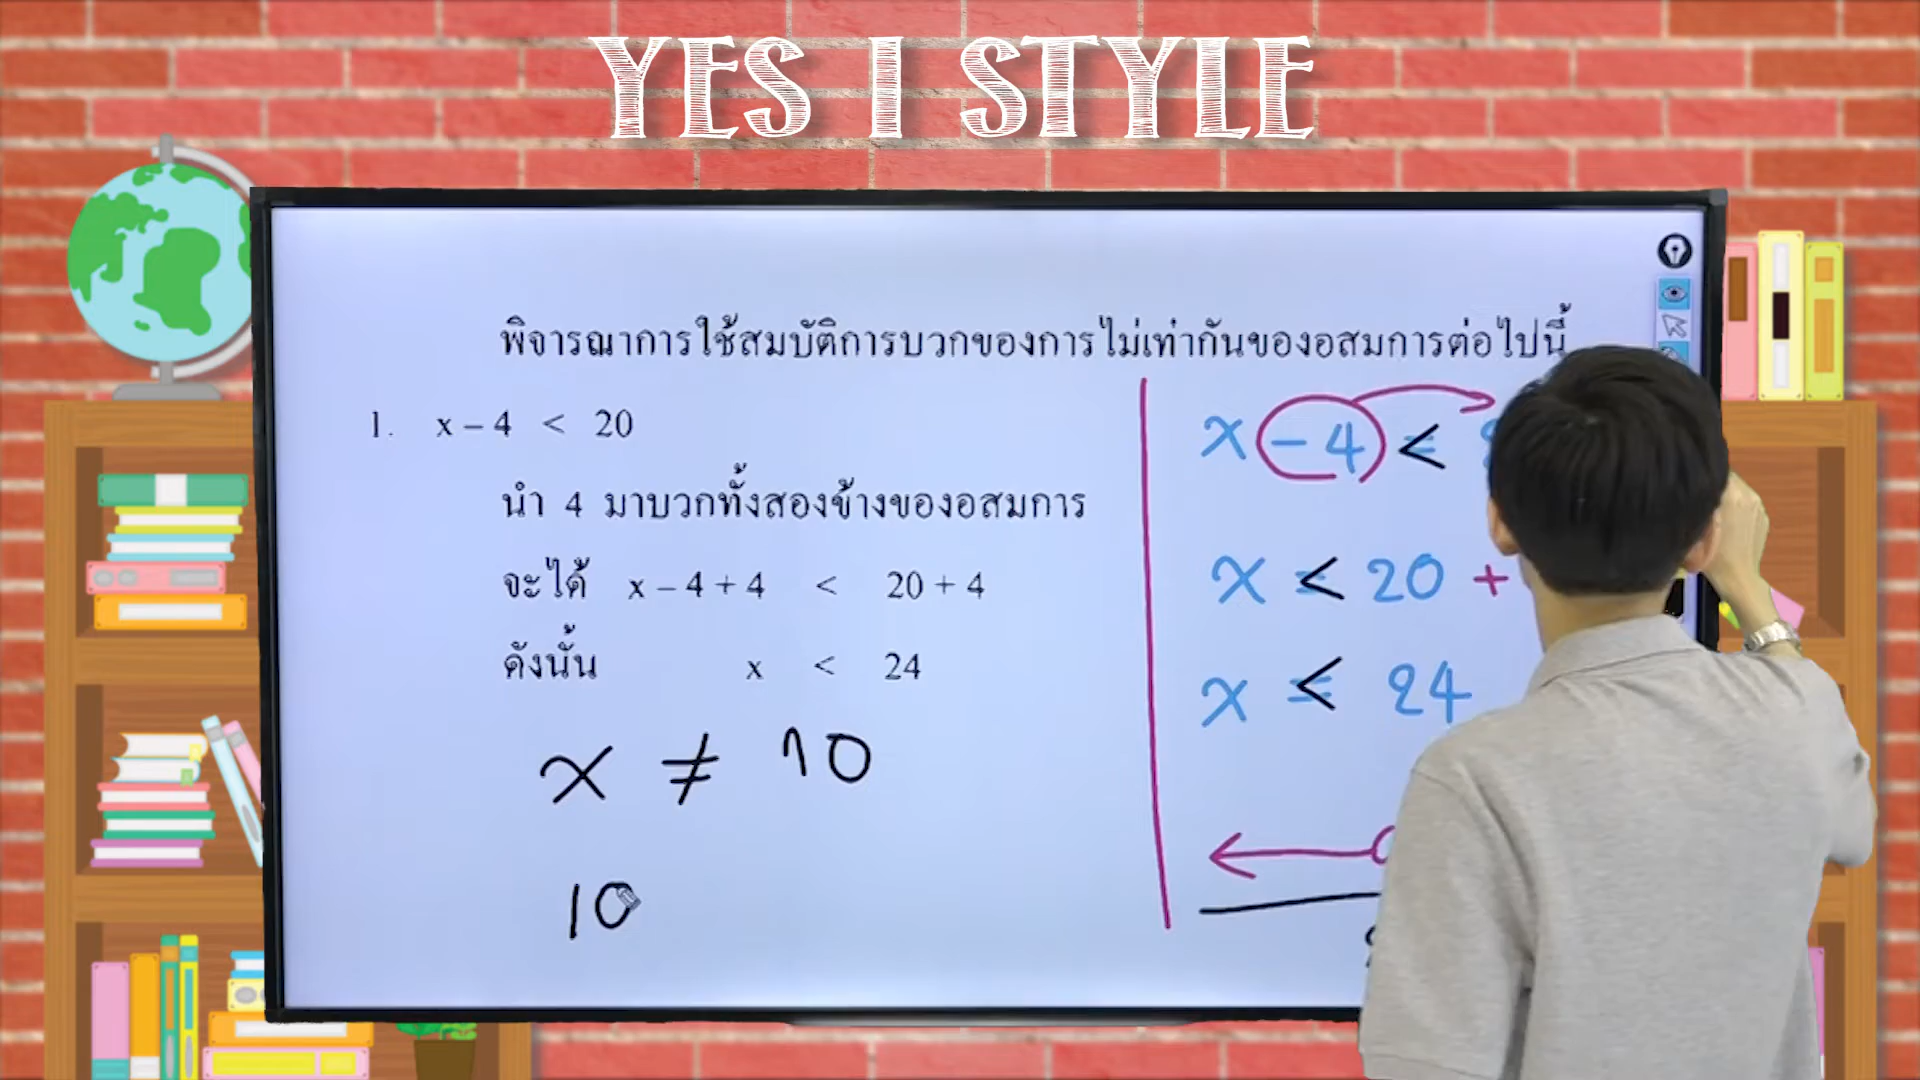 YES I STYLE
พิจารณาการใช้สมบัติการบวกของการไม่เท่ากันของอสมการต่อไปนี้
1. x – 4 < 20
นำ 4 มาบวกทั้งสองข้างของอสมการ
จะได้ x – 4 + 4 < 20 + 4
ดังนั้น x < 24
x ≠ 10
10
x - 4 <
x < 20 +
x < 24